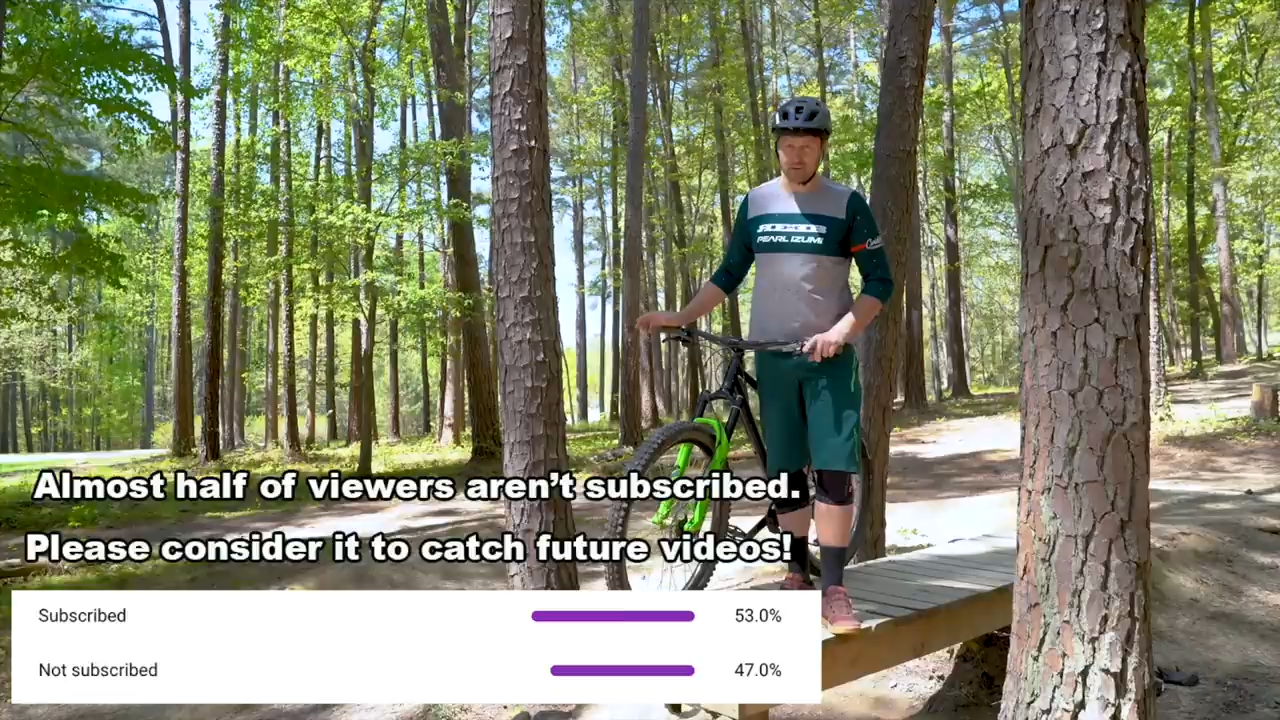 PEARL iZUMi
Almost half of viewers aren't subscribed.
Please consider it to catch future videos!
Subscribed 53.0%
Not subscribed 47.0%